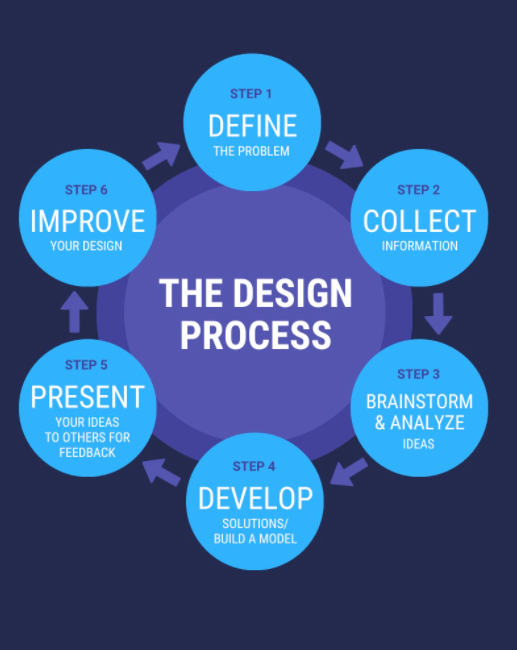 THE DESIGN
PROCESS
STEP 1
DEFINE
THE PROBLEM
STEP 2
COLLECT
INFORMATION
STEP 3
BRAINSTORM
& ANALYZE
IDEAS
STEP 4
DEVELOP
SOLUTIONS/
BUILD A MODEL
STEP 5
PRESENT
YOUR IDEAS
TO OTHERS FOR
FEEDBACK
STEP 6
IMPROVE
YOUR DESIGN